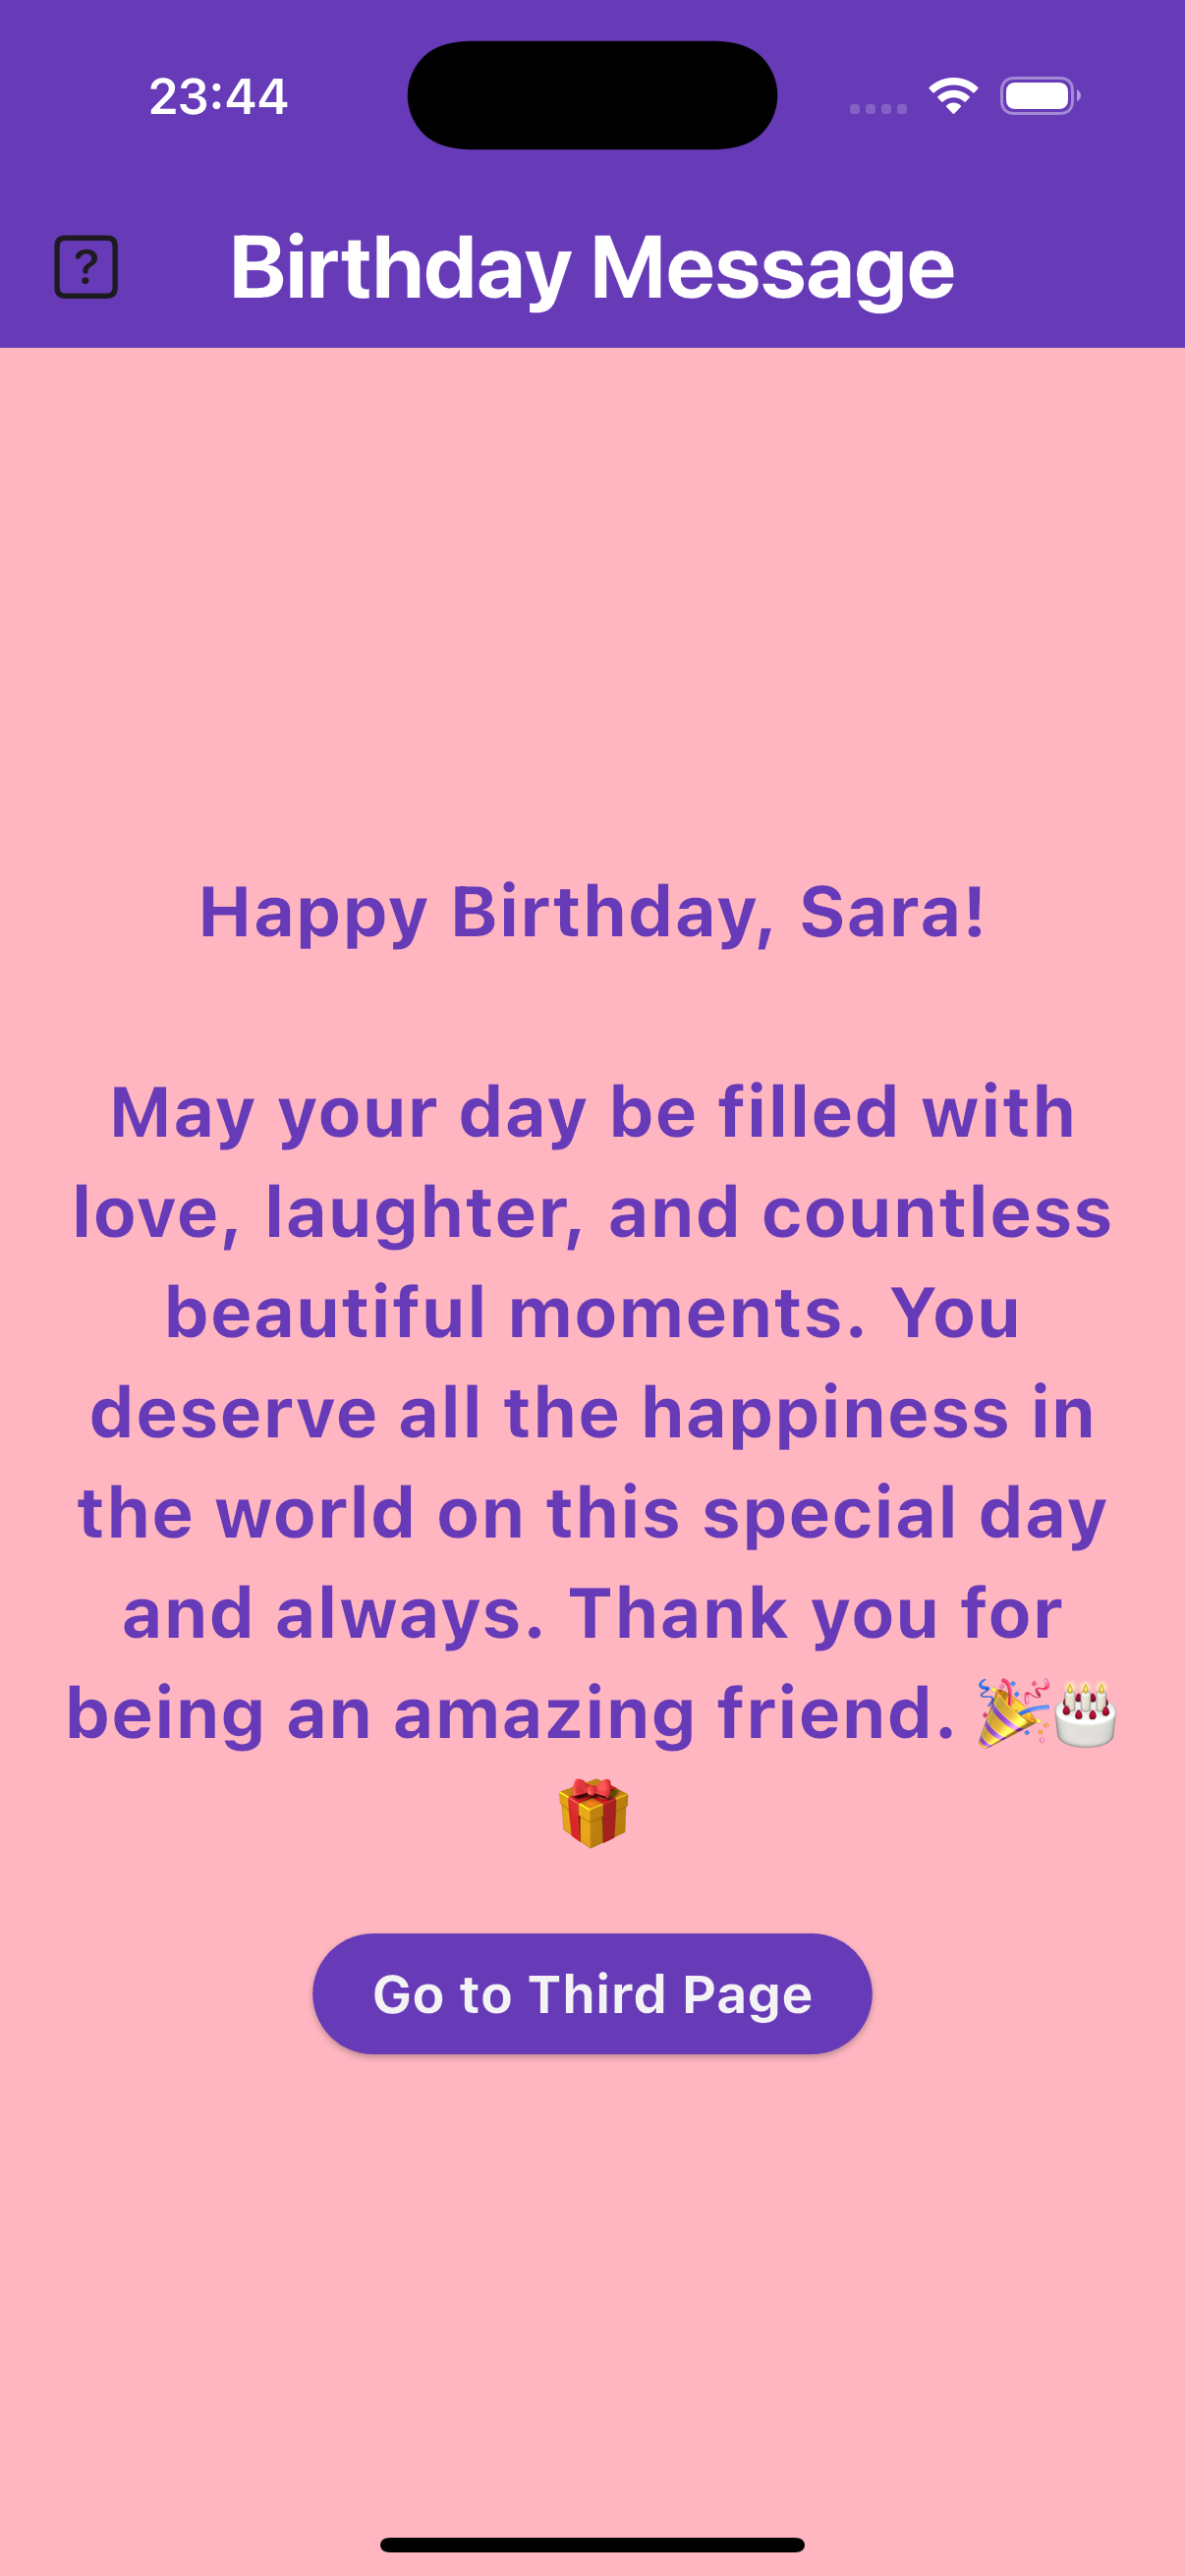 23:44
?
Birthday Message
Happy Birthday, Sara!
May your day be filled with
love, laughter, and countless
beautiful moments. You
deserve all the happiness in
the world on this special day
and always. Thank you for
being an amazing friend. 🎉🎂
🎁
Go to Third Page